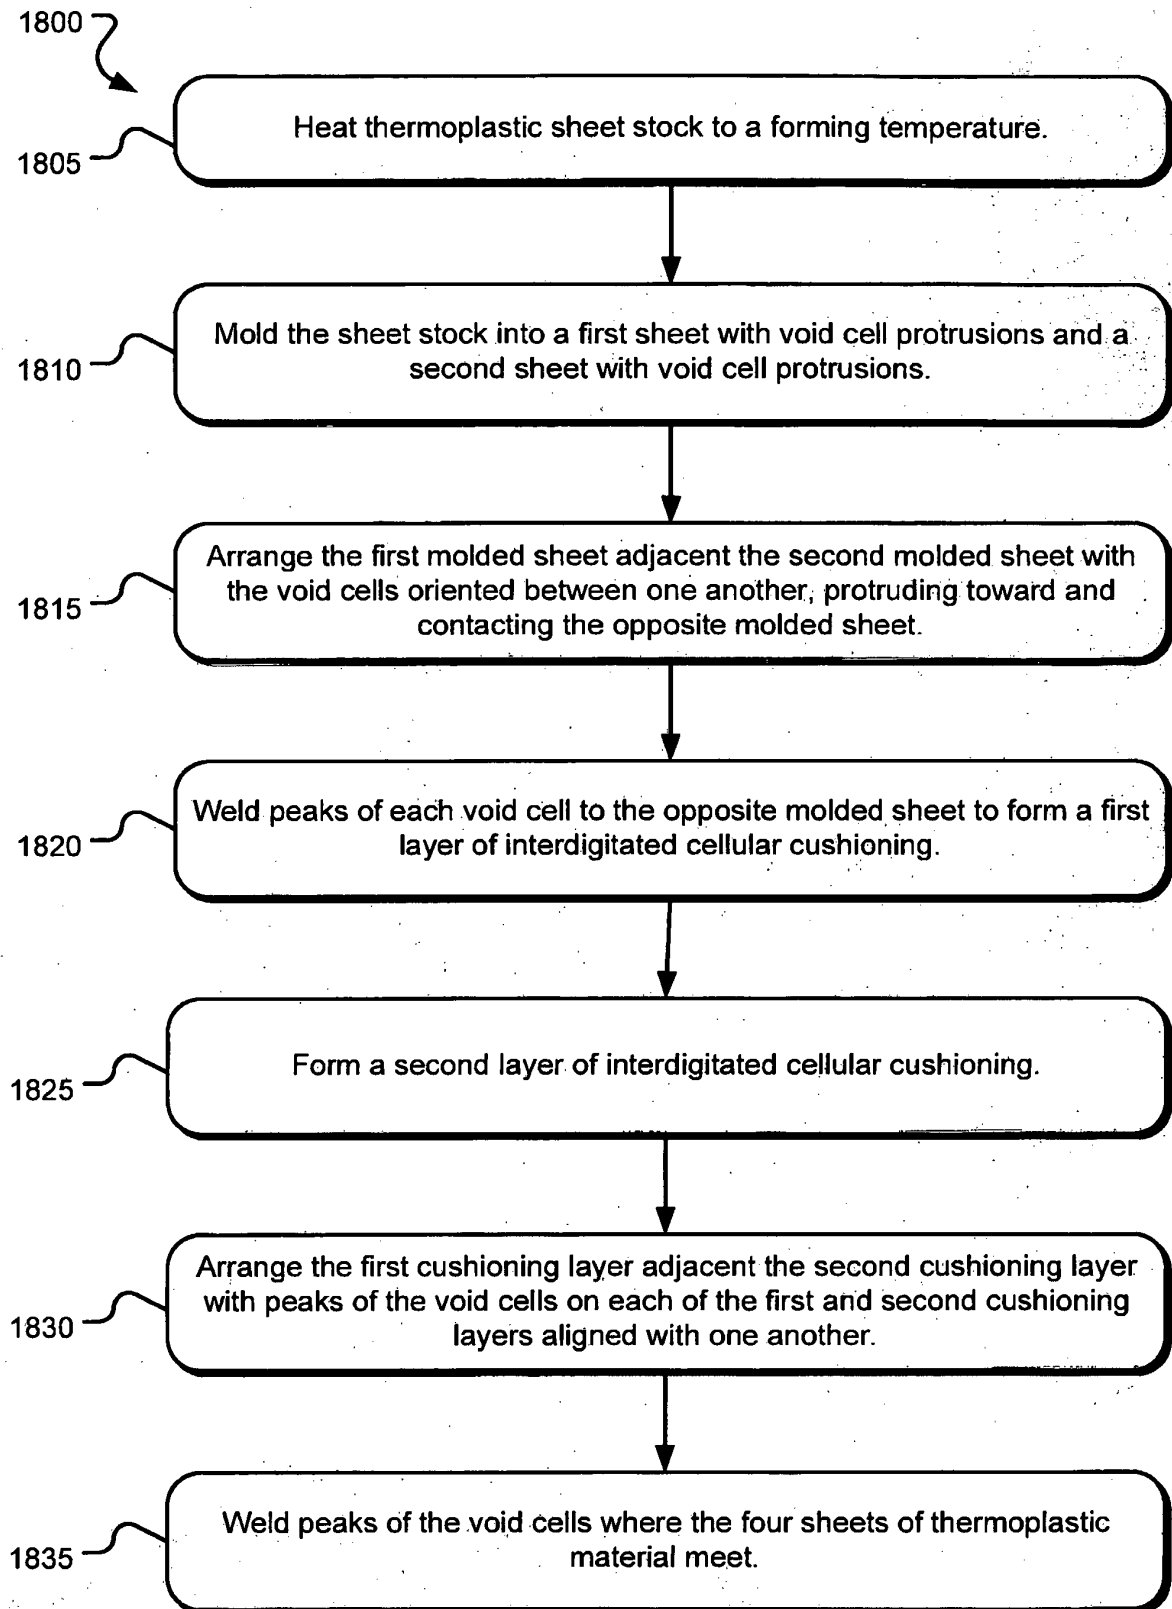 1800
Heat thermoplastic sheet stock to a forming temperature.
1805
Mold the sheet stock into a first sheet with void cell protrusions and a
second sheet with void cell protrusions.
1810
Arrange the first molded sheet adjacent the second molded sheet with
the void cells oriented between one another, protruding toward and
contacting the opposite molded sheet.
1815
Weld peaks of each void cell to the opposite molded sheet to form a first
layer of interdigitated cellular cushioning.
1820
Form a second layer of interdigitated cellular cushioning.
1825
Arrange the first cushioning layer adjacent the second cushioning layer
with peaks of the void cells on each of the first and second cushioning
layers aligned with one another.
1830
Weld peaks of the void cells where the four sheets of thermoplastic
material meet.
1835